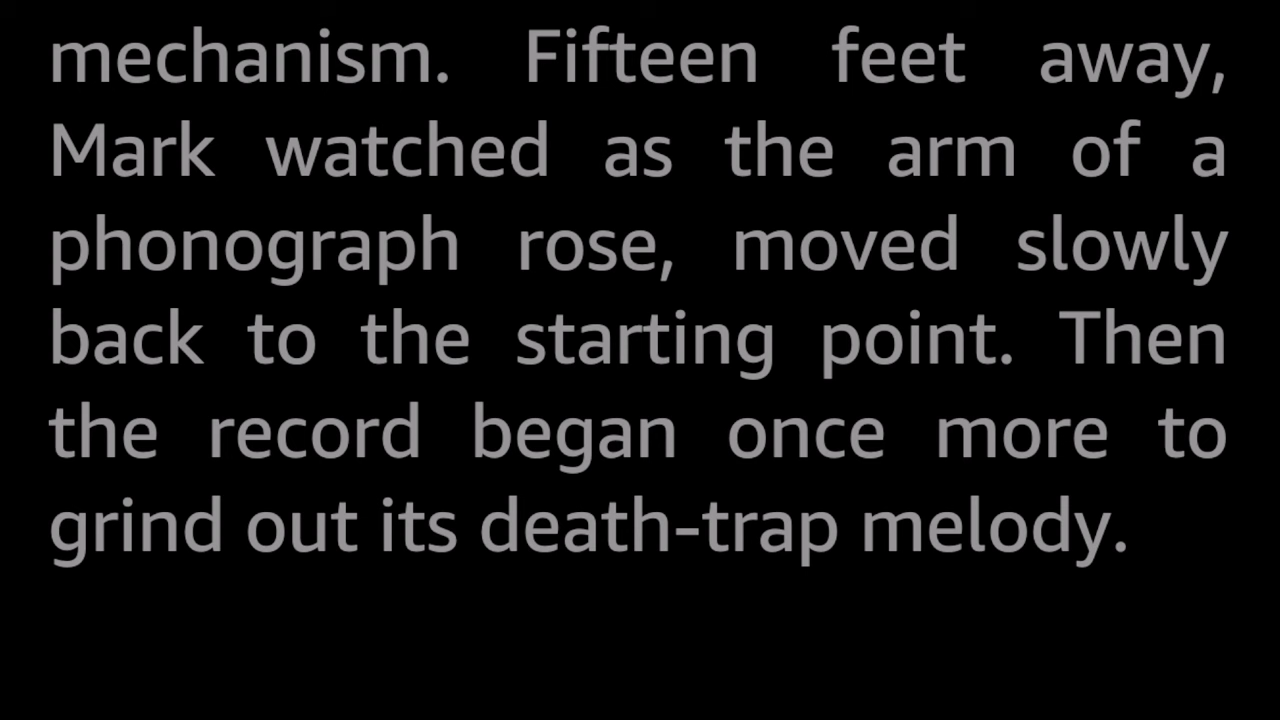 mechanism. Fifteen feet away,
Mark watched as the arm of a
phonograph rose, moved slowly
back to the starting point. Then
the record began once more to
grind out its death-trap melody.